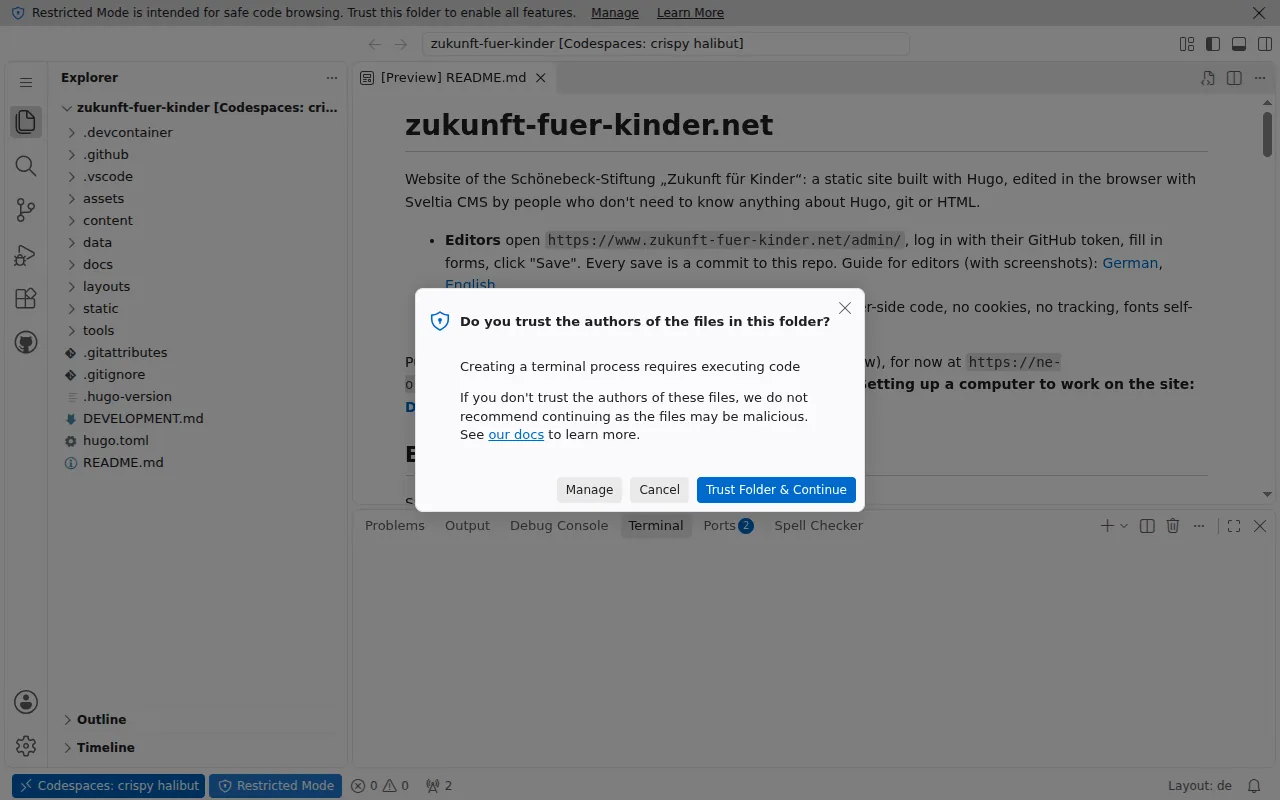 Restricted Mode is intended for safe code browsing. Trust this folder to enable all features. Manage Learn More
zukunft-fuer-kinder [Codespaces: crispy halibut]
Explorer
zukunft-fuer-kinder [Codespaces: cri...
.devcontainer
.github
.vscode
assets
content
data
docs
layouts
static
tools
.gitattributes
.gitignore
.hugo-version
DEVELOPMENT.md
hugo.toml
README.md
Outline
Timeline
[Preview] README.md
zukunft-fuer-kinder.net
Website of the Schönebeck-Stiftung „Zukunft für Kinder“: a static site built with Hugo, edited in the browser with
Sveltia CMS by people who don't need to know anything about Hugo, git or HTML.
• Editors open https://www.zukunft-fuer-kinder.net/admin/, log in with their GitHub token, fill in
forms, click "Save". Every save is a commit to this repo. Guide for editors (with screenshots): German,
English
r-side code, no cookies, no tracking, fonts self-
w), for now at https://ne-
etting up a computer to work on the site:
Do you trust the authors of the files in this folder?
Creating a terminal process requires executing code
If you don't trust the authors of these files, we do not
recommend continuing as the files may be malicious.
See our docs to learn more.
Manage Cancel Trust Folder & Continue
Problems Output Debug Console Terminal Ports 2 Spell Checker
Codespaces: crispy halibut Restricted Mode 0 0 2 Layout: de